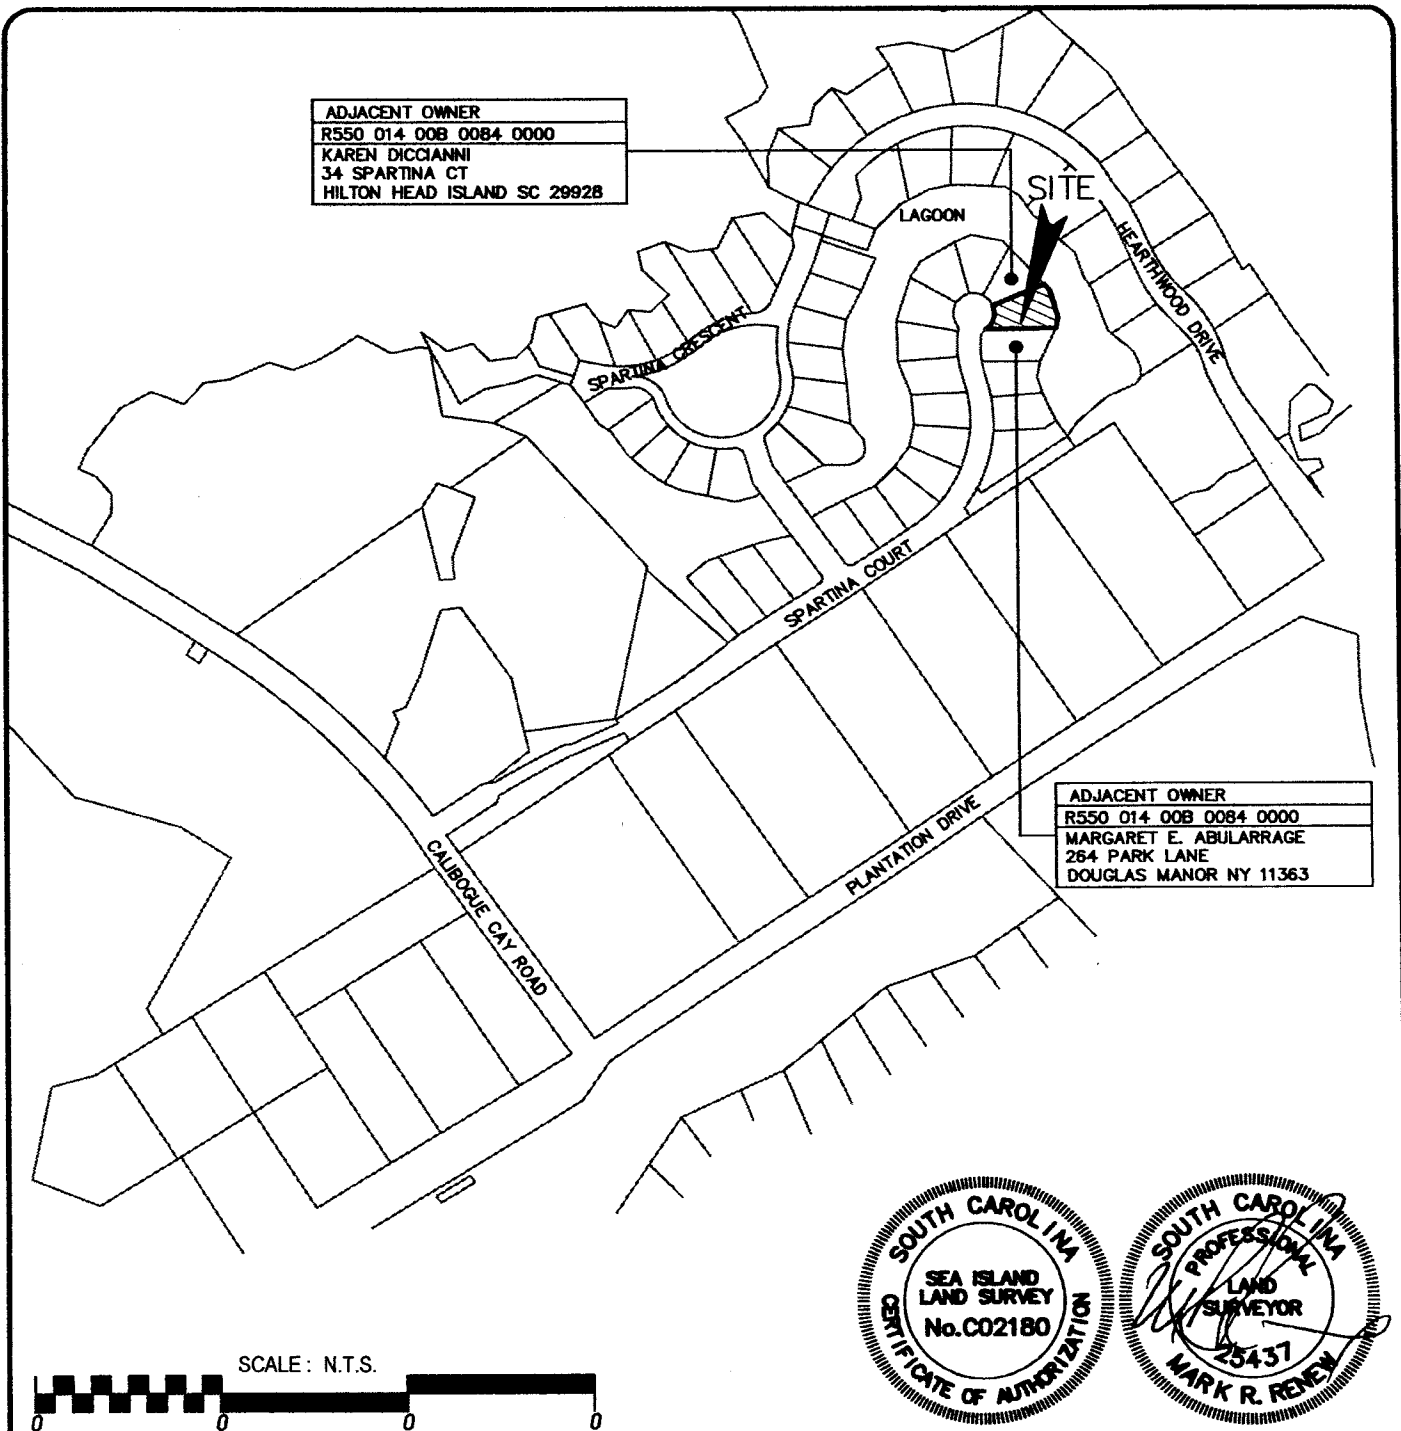 ADJACENT OWNER
R550 014 00B 0084 0000
KAREN DICCIANNI
34 SPARTINA CT
HILTON HEAD ISLAND SC 29928
SITE
LAGOON
HEARTHWOOD DRIVE
SPARTINA CRESCENT
SPARTINA COURT
PLANTATION DRIVE
CALIBOGUE CAY ROAD
ADJACENT OWNER
R550 014 00B 0084 0000
MARGARET E. ABULARRAGE
264 PARK LANE
DOUGLAS MANOR NY 11363
SOUTH CAROLINA
SEA ISLAND
LAND SURVEY
No.C02180
CERTIFICATE OF AUTHORIZATION
SOUTH CAROLINA
PROFESSIONAL
LAND
SURVEYOR
25437
MARK R. RENEW
SCALE: N.T.S.
0 0 0 0